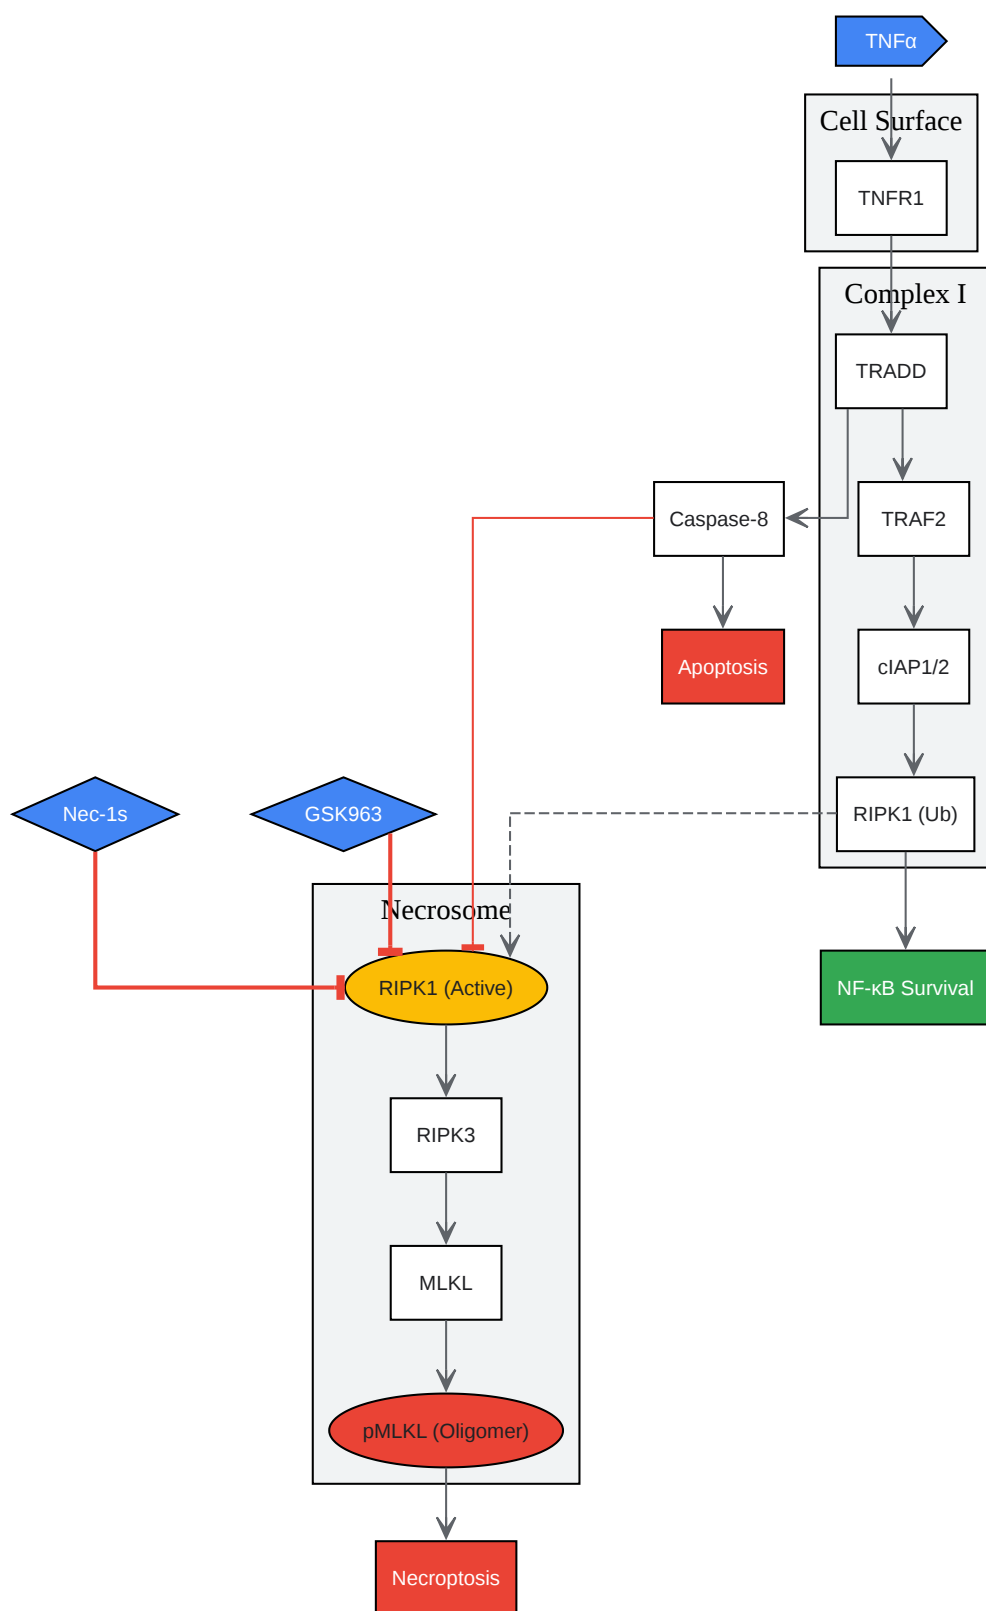 TNFα
Cell Surface
TNFR1
Complex I
TRADD
Caspase-8
TRAF2
Apoptosis
cIAP1/2
Nec-1s
GSK963
RIPK1 (Ub)
Necrosome
RIPK1 (Active)
NF-κB Survival
RIPK3
MLKL
pMLKL (Oligomer)
Necroptosis